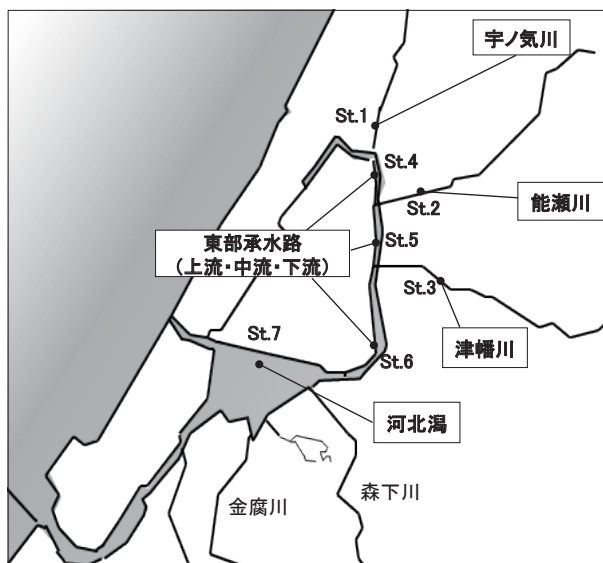 宇ノ気川
St.1
St.4
能瀬川
St.2
東部承水路
(上流・中流・下流)
St.5
St.3
津幡川
St.7
St.6
河北潟
金腐川
森下川